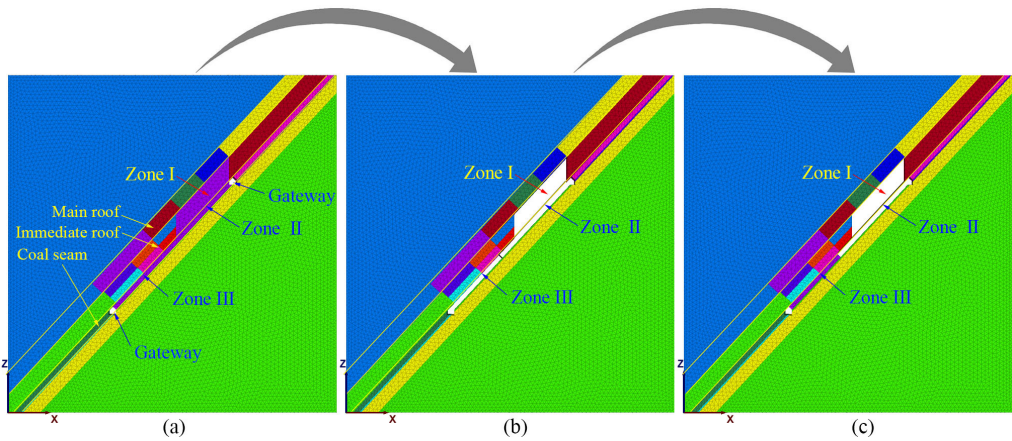 Zone I
Gateway
Main roof
Zone II
Immediate roof
Coal seam
Zone III
Gateway
Z
X
(a)
Zone I
Zone II
Zone III
Z
X
(b)
Zone I
Zone II
Zone III
Z
X
(c)